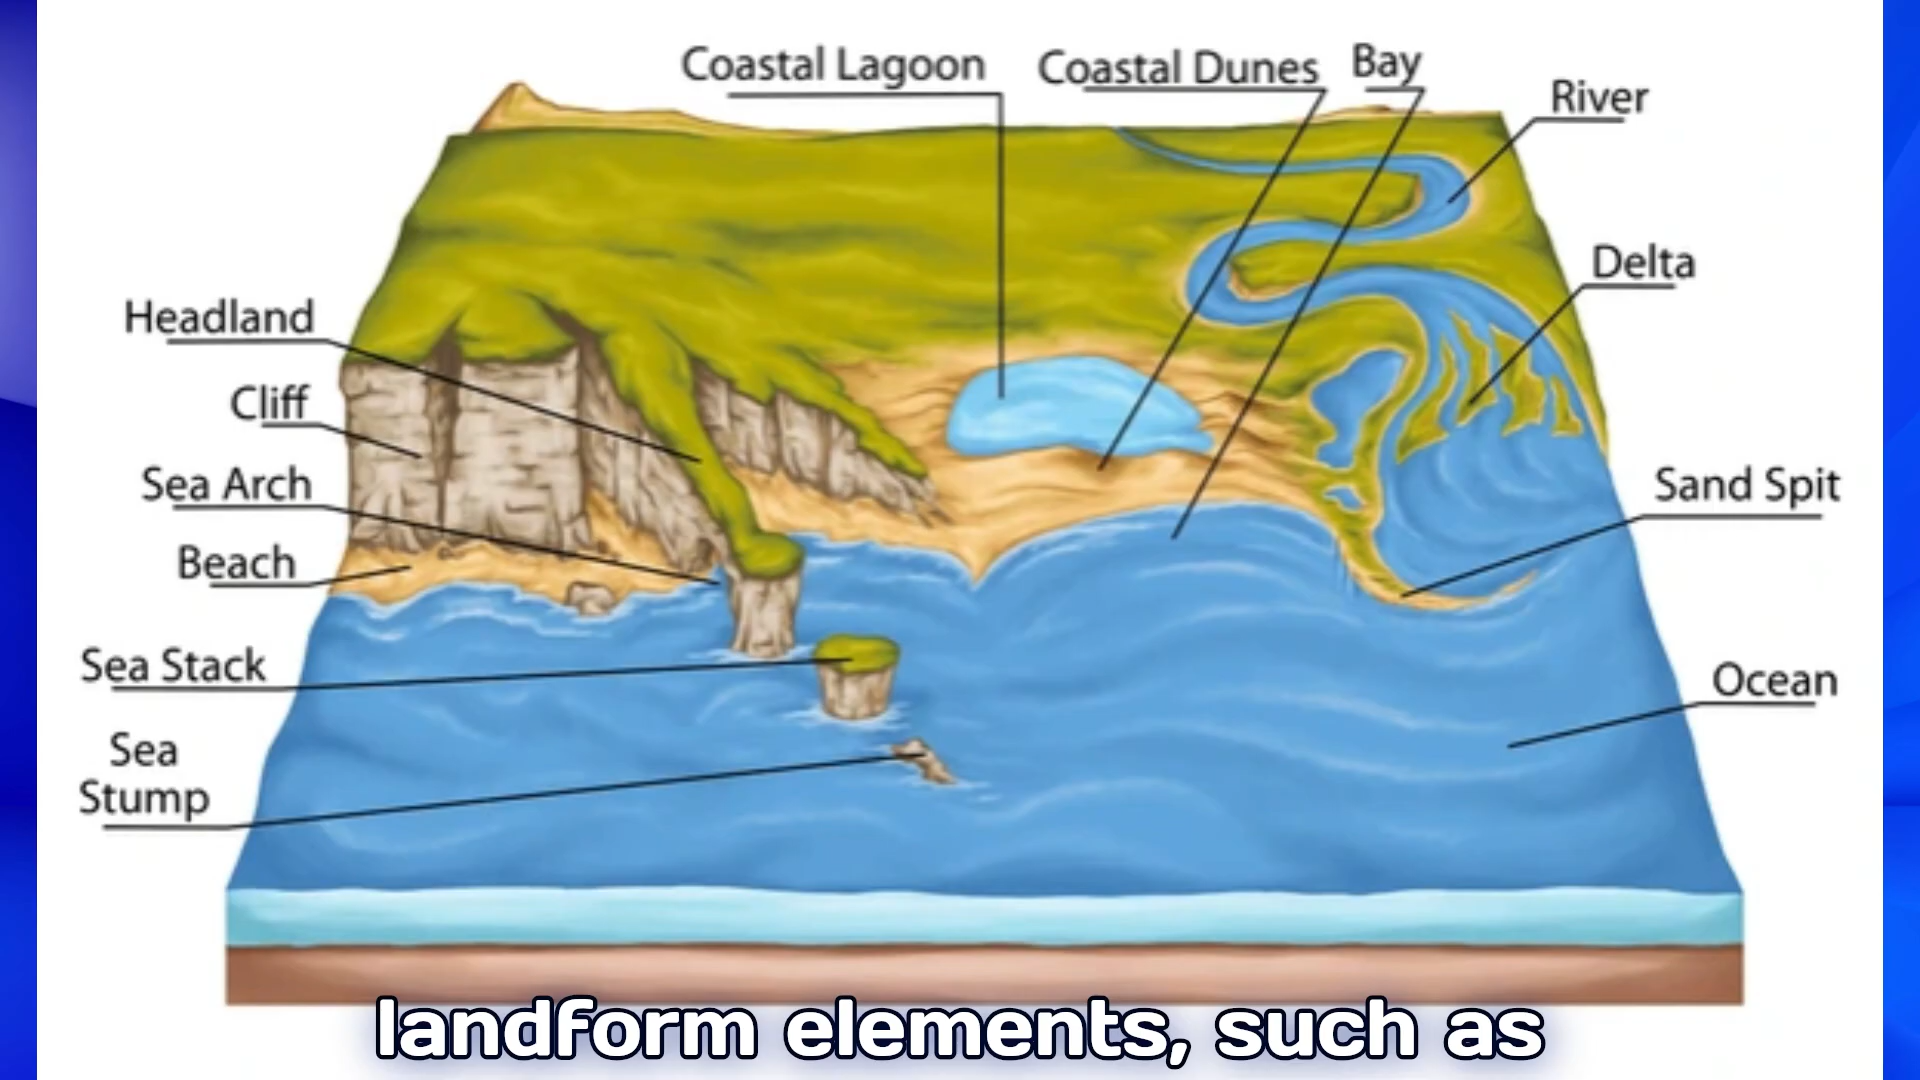 Coastal Lagoon
Coastal Dunes
Bay
River
Delta
Headland
Cliff
Sea Arch
Sand Spit
Beach
Sea Stack
Ocean
Sea
Stump
landform elements, such as